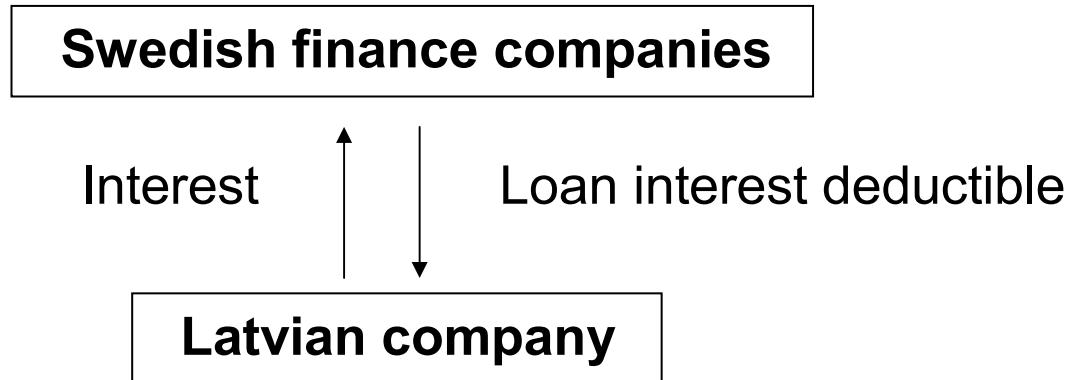 Swedish finance companies
Interest
Loan interest deductible
Latvian company